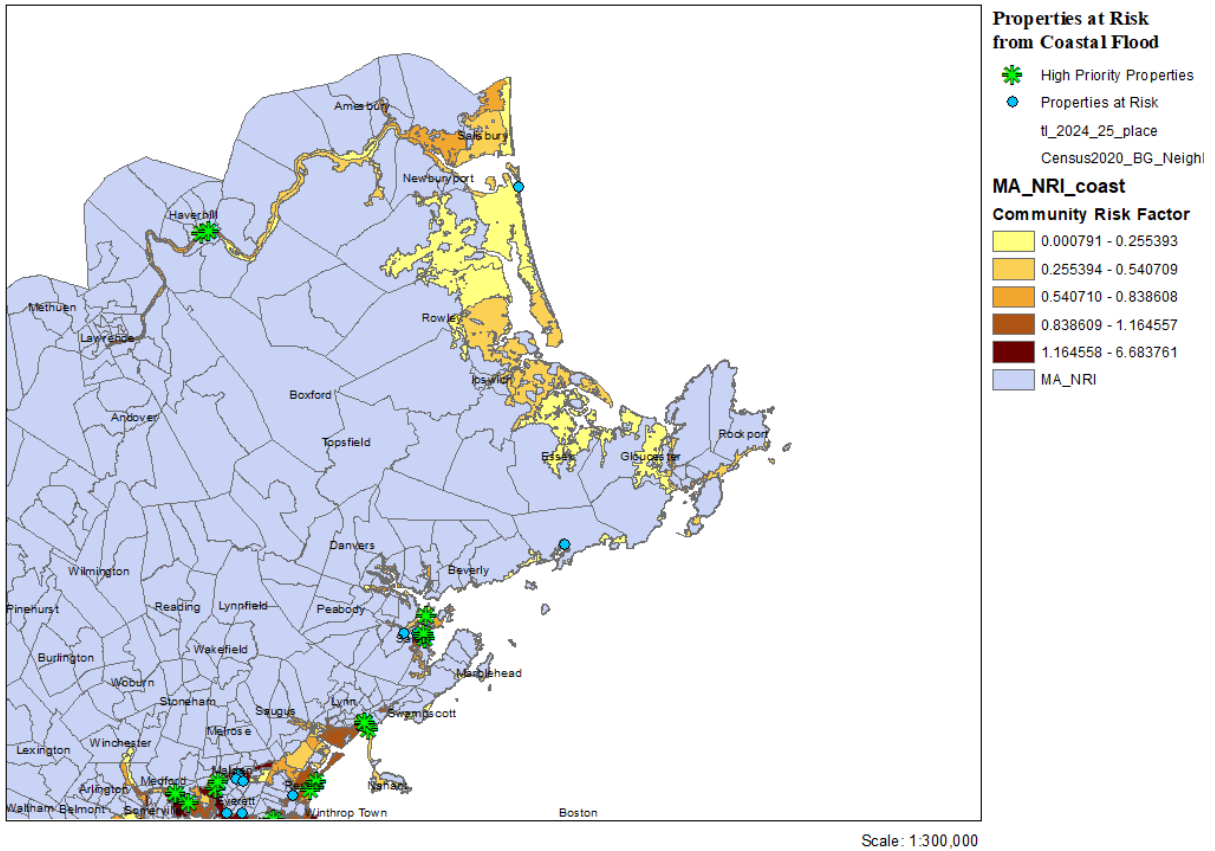 Properties at Risk
from Coastal Flood
High Priority Properties
Properties at Risk
tl_2024_25_place
Census2020_BG_Neighl
MA_NRI_coast
Community Risk Factor
0.000791 - 0.255393
0.255394 - 0.540709
0.540710 - 0.838608
0.838609 - 1.164557
1.164558 - 6.683761
MA_NRI
Amesbury
Salisbury
Newburyport
Haverhill
Methuen
Rowley
Lawrence
Ipswich
Boxford
Andover
Rockport
Topsfield
Essex
Gloucester
Danvers
Wilmington
Beverly
Pinehurst
Reading
Lynnfield
Peabody
Wakefield
Burlington
Marblehead
Woburn
Stoneham
Lynn
Saugus
Swampscott
Melrose
Winchester
Lexington
Malden
Medford
Revere
Nahant
Arlington
Everett
Waltham
Belmont
Somerville
Winthrop Town
Boston
Scale: 1:300,000